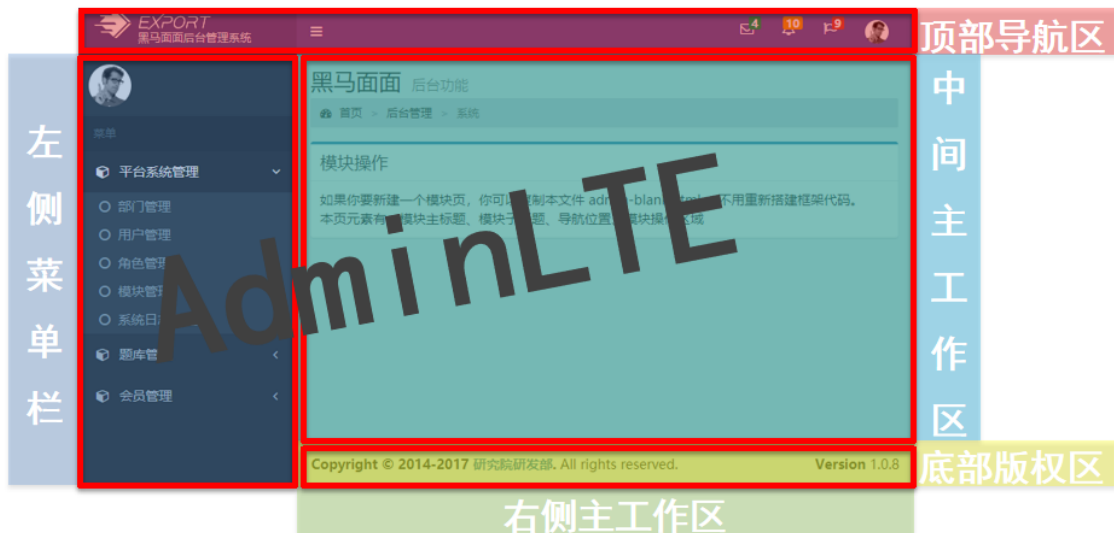 EXPORT
黑马面面后台管理系统
4
10
9
顶部导航区
左侧菜单栏
菜单
平台系统管理
部门管理
用户管理
角色管理
模块管理
系统日
题库管
会员管理
黑马面面 后台功能
首页 > 后台管理 > 系统
模块操作
如果你要新建一个模块页，你可以复制本文件 admin-blan 不用重新搭建框架代码。
本页元素有：模块主标题、模块子标题、导航位置、模块操作区域
AdminLTE
中间主工作区
Copyright © 2014-2017 研究院研发部. All rights reserved.
Version 1.0.8
底部版权区
右侧主工作区